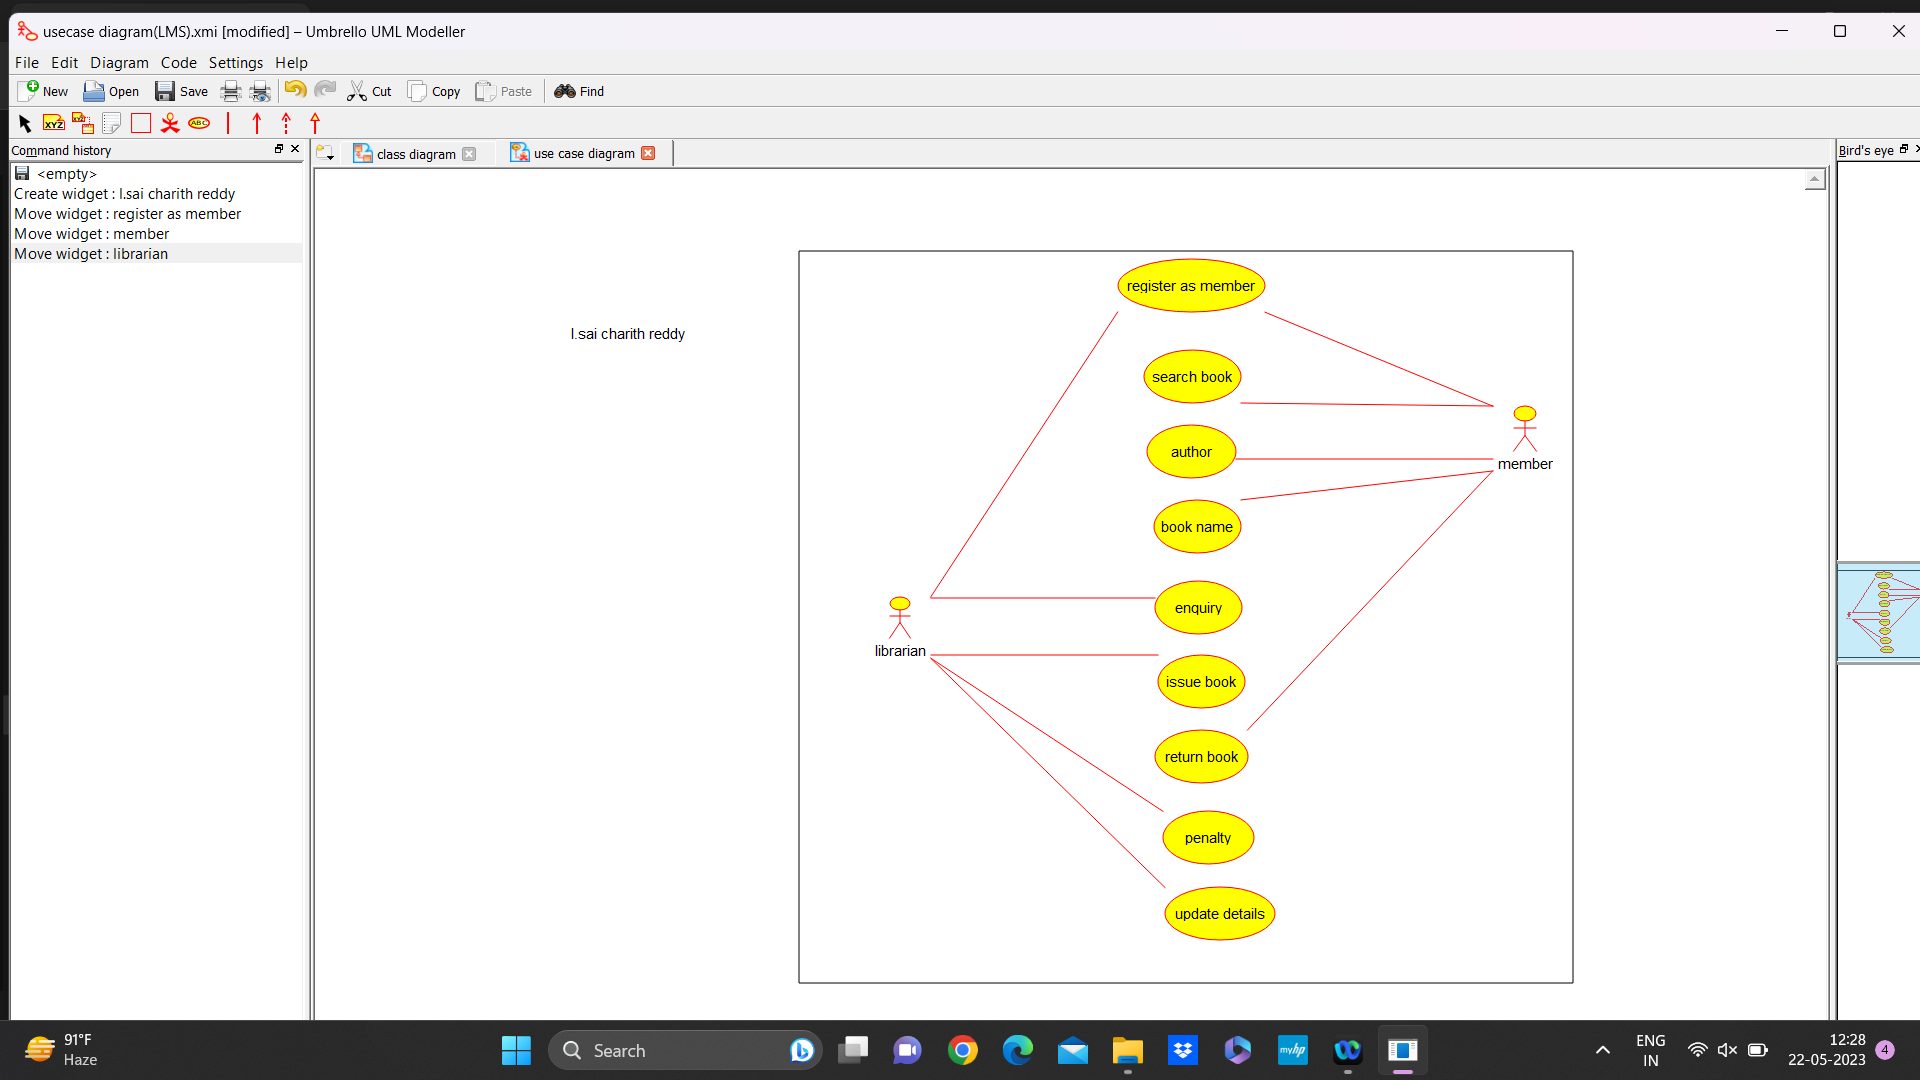 usecase diagram(LMS).xmi [modified] – Umbrello UML Modeller
File Edit Diagram Code Settings Help
New Open Save Cut Copy Paste Find
XYZ XYZ ABC
Command history
class diagram
use case diagram
Bird's eye
<empty>
Create widget : l.sai charith reddy
Move widget : register as member
Move widget : member
Move widget : librarian
l.sai charith reddy
register as member
search book
author
member
book name
enquiry
librarian
issue book
return book
penalty
update details
91°F
Haze
Search
myhp
ENG
IN
12:28
22-05-2023
4